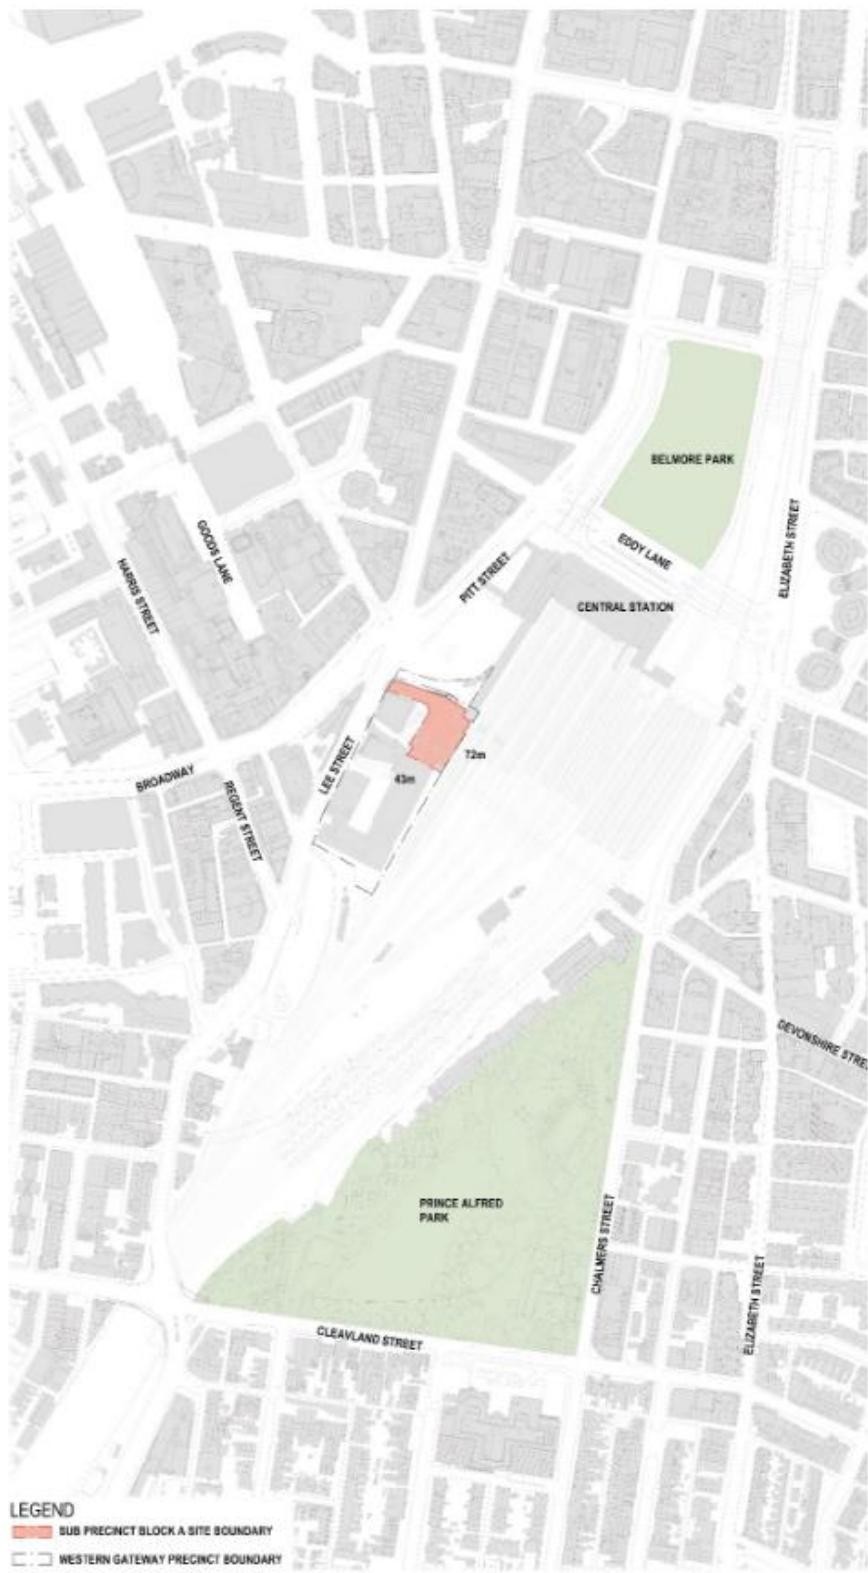 BELMORE PARK
ELIZABETH STREET
EDDY LANE
GOODS LANE
HARRIS STREET
PITT STREET
CENTRAL STATION
LEE STREET
72m
43m
BROADWAY
REGENT STREET
DEVONSHIRE STRE
PRINCE ALFRED
PARK
CHALMERS STREET
ELIZABETH STREET
CLEAVLAND STREET
LEGEND
SUB PRECINCT BLOCK A SITE BOUNDARY
WESTERN GATEWAY PRECINCT BOUNDARY